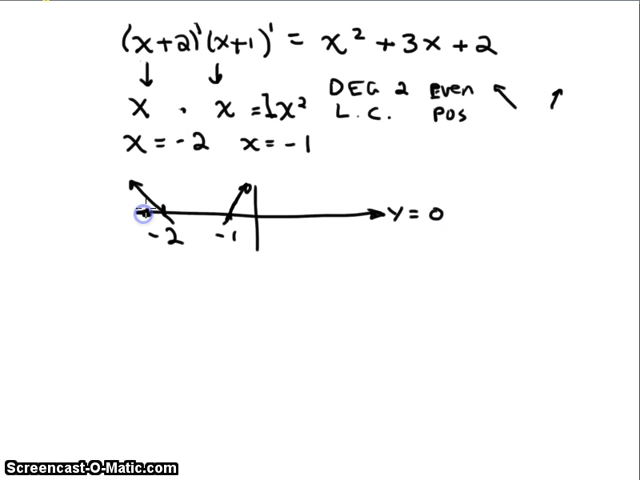 (x+2)¹(x+1)¹ = x² + 3x + 2
x · x = 1x² DEG 2 Even
L.C. POS
x = -2 x = -1
y = 0
-2 -1
Screencast-O-Matic.com